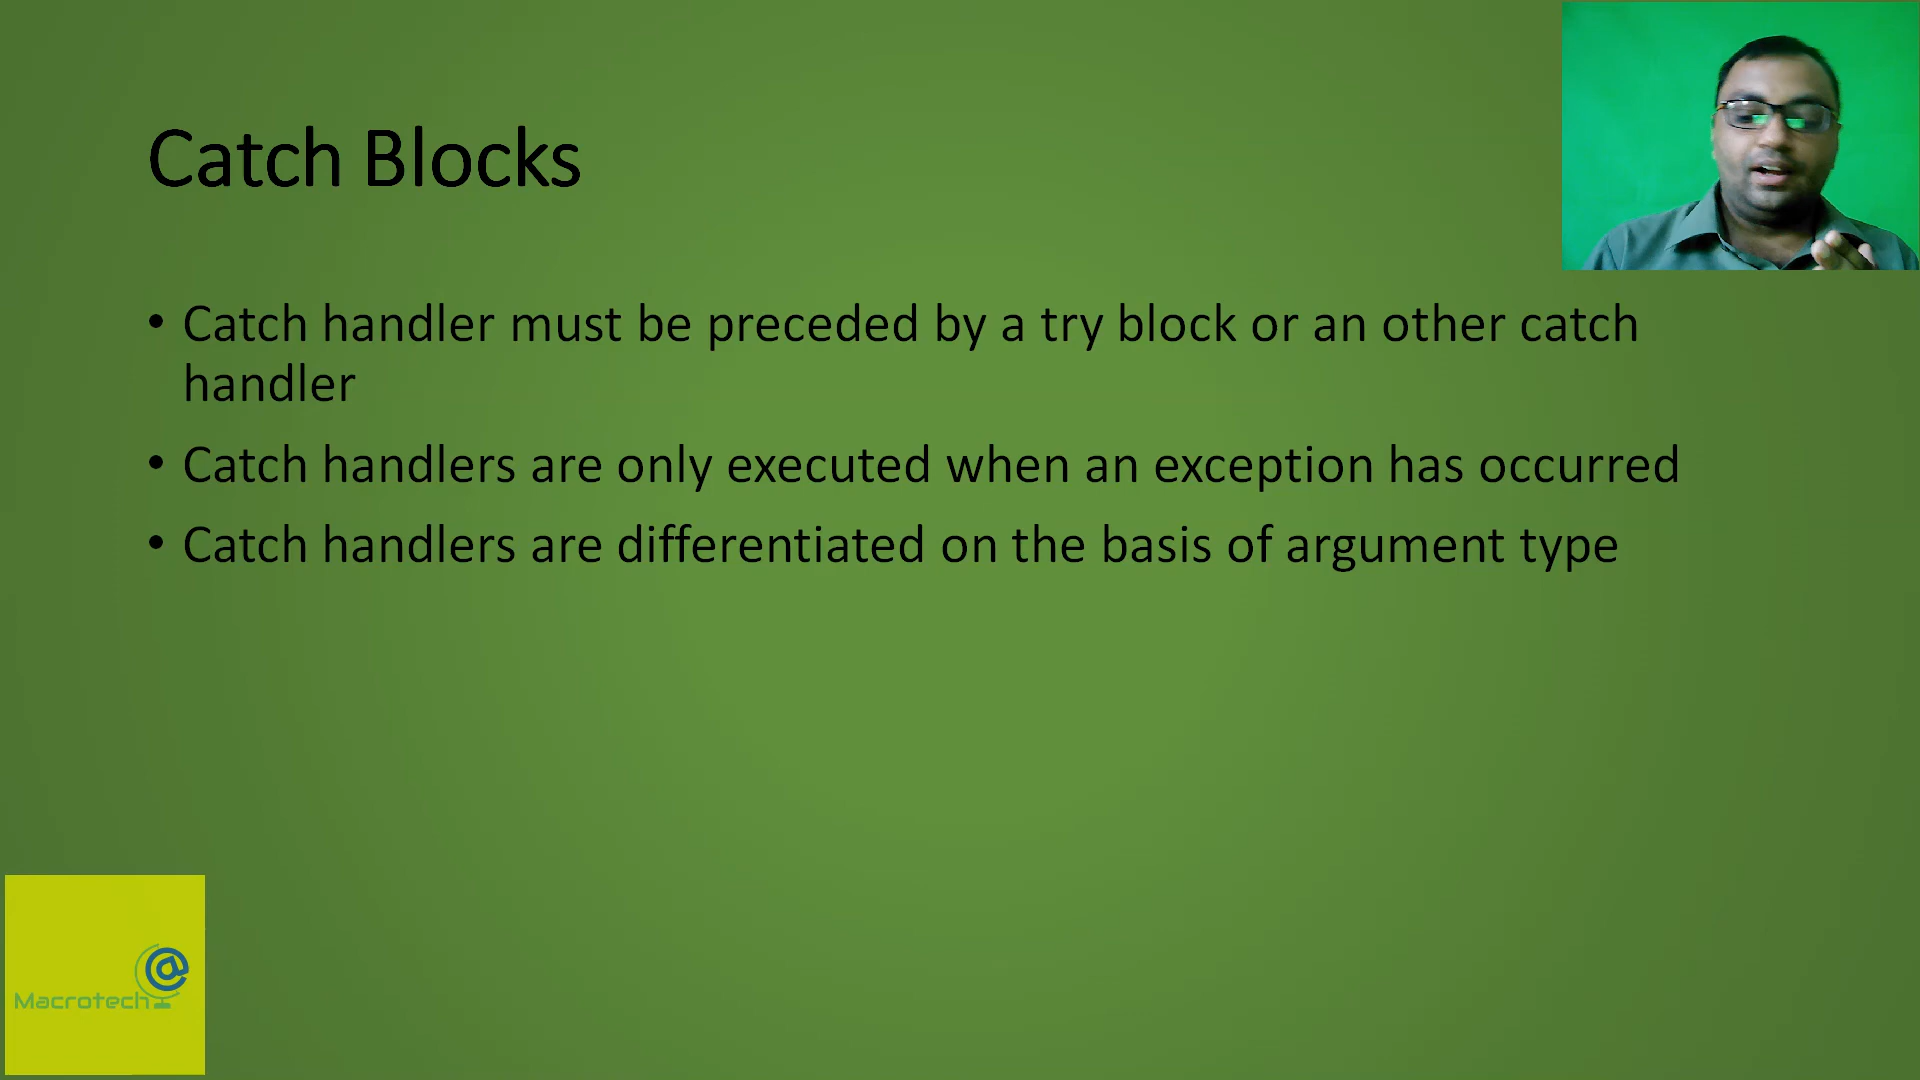 Catch Blocks
• Catch handler must be preceded by a try block or an other catch
handler
• Catch handlers are only executed when an exception has occurred
• Catch handlers are differentiated on the basis of argument type
Macrotech